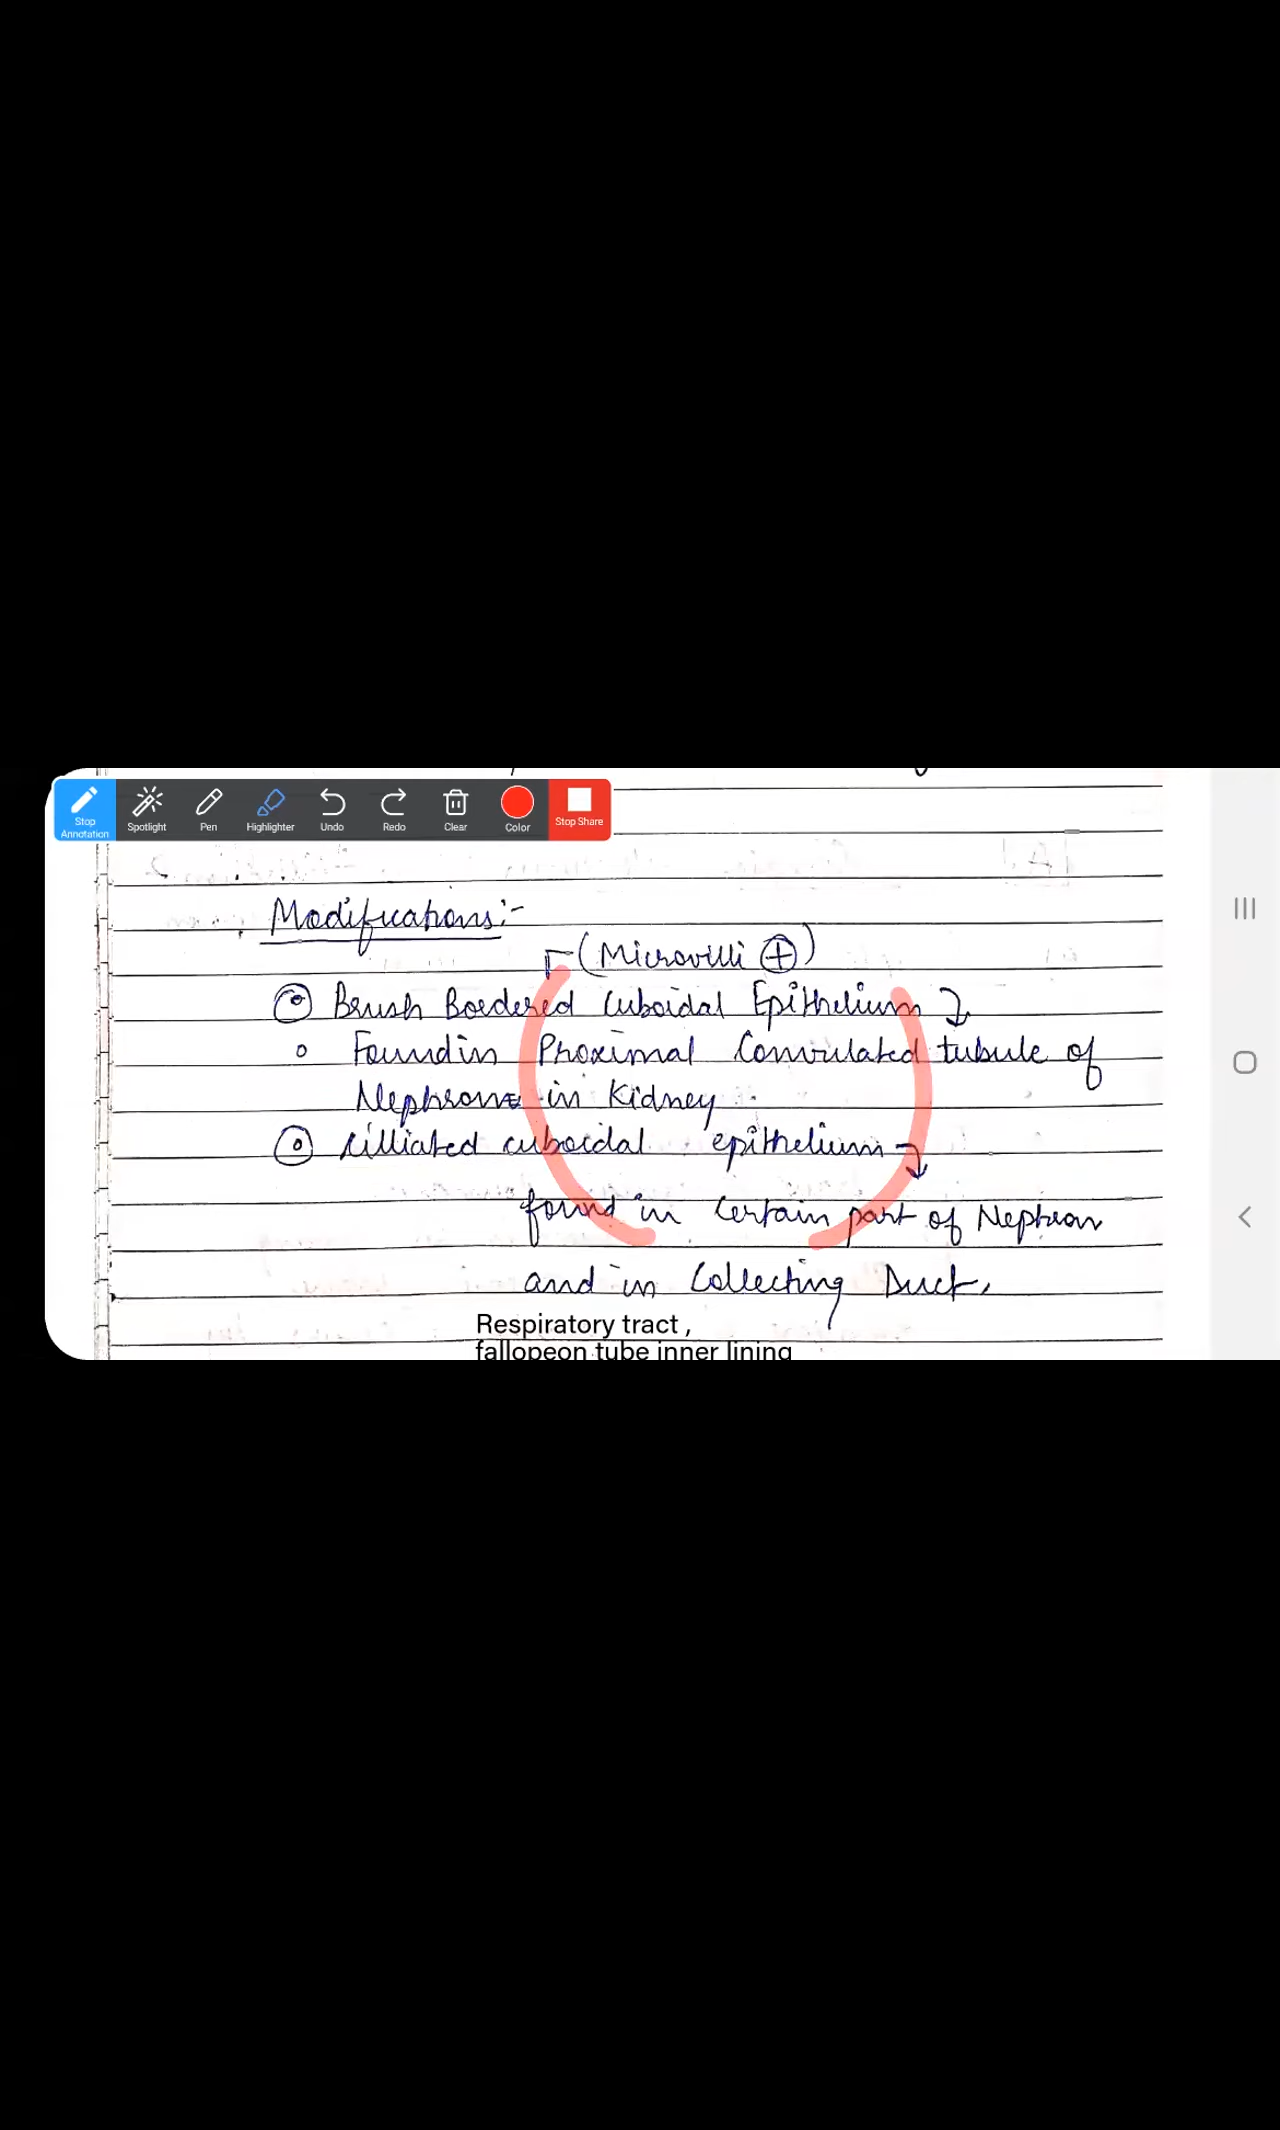 Stop Annotation
Spotlight
Pen
Highlighter
Undo
Redo
Clear
Color
Stop Share
Modifications:-
(Microvilli ⊕)
Brush Bordered Cuboidal Epithelium
Found in Proximal Convulated tubule of
Nephrons in Kidney.
Cilliated cuboidal epithelium
found in Certain part of Nephron
and in Collecting Duct.
Respiratory tract ,
fallopeon tube inner lining